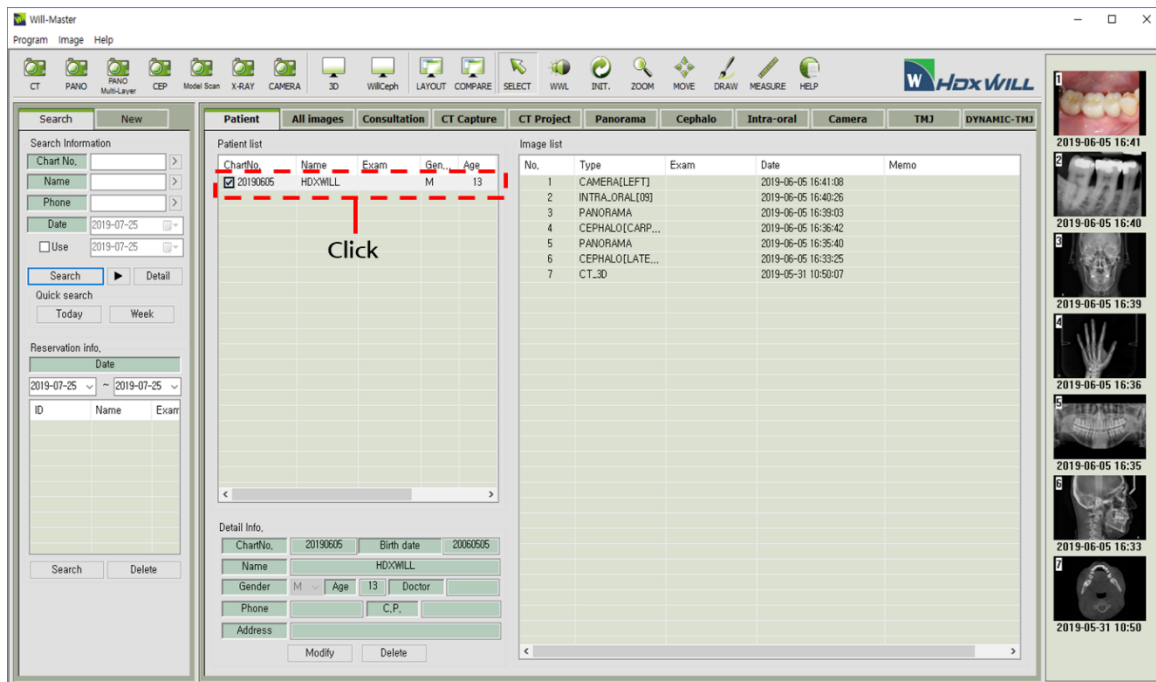 Will-Master
Program Image Help
CT PANO PANO Multi-Layer CEP Model Scan X-RAY CAMERA 3D WillCeph LAYOUT COMPARE SELECT WWL INIT. ZOOM MOVE DRAW MEASURE HELP
W HDXWILL
Search New
Search Information
Chart No.
Name
Phone
Date 2019-07-25
Use 2019-07-25
Search Detail
Quick search
Today Week
Reservation info.
Date
2019-07-25 ~ 2019-07-25
ID Name Exam
Search Delete
Patient All images Consultation CT Capture CT Project Panorama Cephalo Intra-oral Camera TMJ DYNAMIC-TMJ
Patient list
ChartNo. Name Exam Gen... Age
20190605 HDXWILL M 13
Click
Detail Info.
ChartNo. 20190605 Birth date 20060505
Name HDXWILL
Gender M Age 13 Doctor
Phone C.P.
Address
Modify Delete
Image list
No. Type Exam Date Memo
1 CAMERA[LEFT] 2019-06-05 16:41:08
2 INTRA_ORAL[09] 2019-06-05 16:40:26
3 PANORAMA 2019-06-05 16:39:03
4 CEPHALO[CARP... 2019-06-05 16:36:42
5 PANORAMA 2019-06-05 16:35:40
6 CEPHALO[LATE... 2019-06-05 16:33:25
7 CT_3D 2019-05-31 10:50:07
1
2019-06-05 16:41
2
2019-06-05 16:40
3
2019-06-05 16:39
4
2019-06-05 16:36
5
2019-06-05 16:35
6
2019-06-05 16:33
7
2019-05-31 10:50